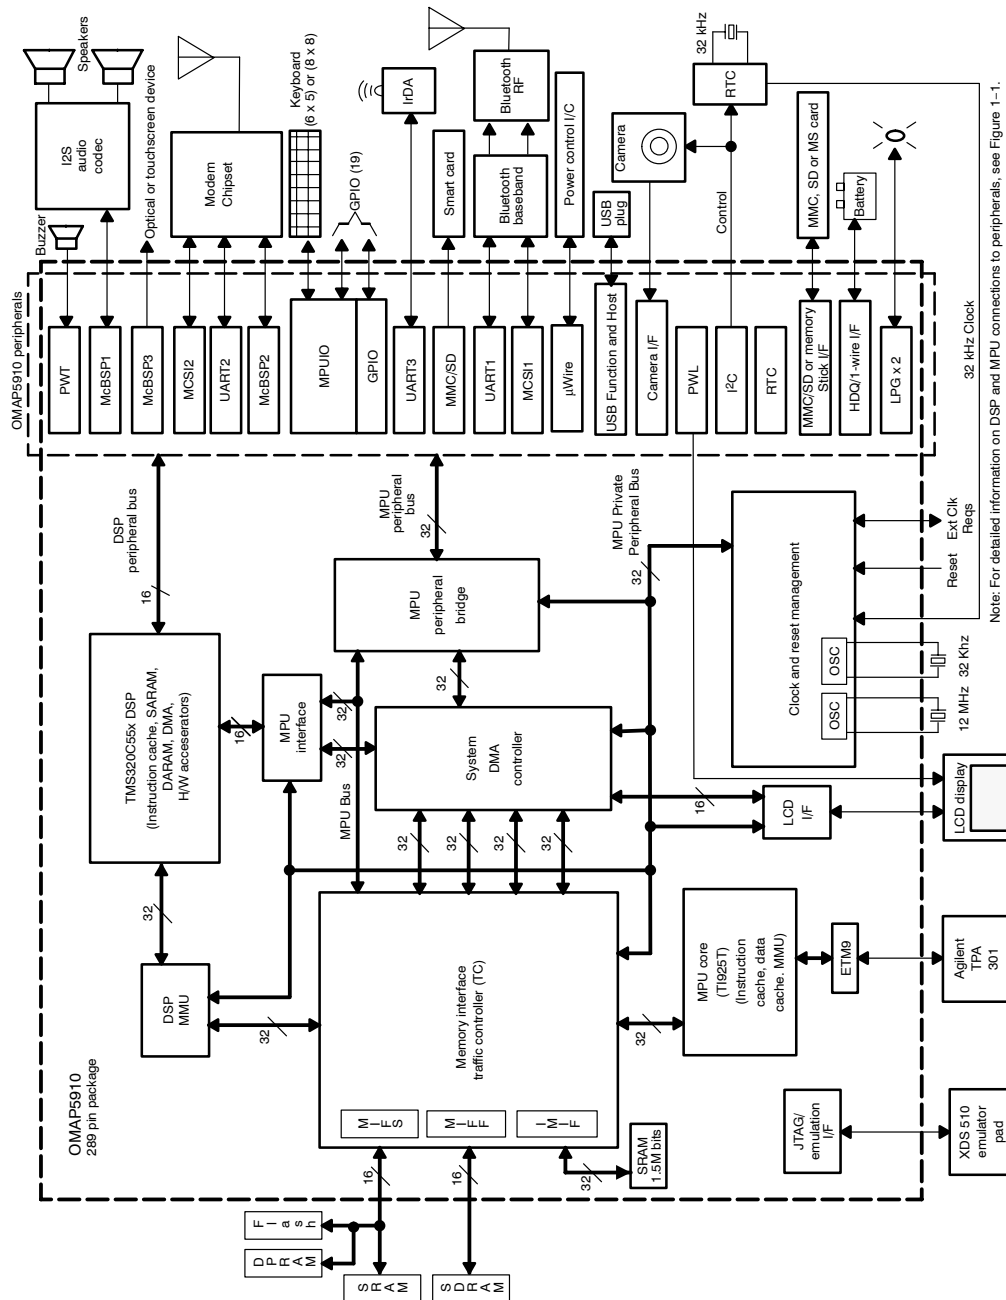 Speakers
I2S
audio
codec
Buzzer
Optical or touchscreen device
Modem
Chipset
Keyboard
(6 x 5) or (8 x 8)
GPIO (19)
IrDA
Smart card
Bluetooth
RF
Bluetooth
baseband
Power control I/C
USB
plug
Camera
Control
32 kHz
RTC
MMC, SD or MS card
Battery
OMAP5910 peripherals
PWT
McBSP1
McBSP3
MCSI2
UART2
McBSP2
MPUIO
GPIO
UART3
MMC/SD
UART1
MCSI1
µWire
USB Function and Host
Camera I/F
PWL
I2C
RTC
MMC/SD or memory
Stick I/F
HDQ/1-wire I/F
LPG x 2
32 kHz Clock
DSP
peripheral bus
16
MPU
peripheral
bus
32
MPU Private
Peripheral Bus
32
TMS320C55x DSP
(Instruction cache, SARAM,
DARAM, DMA,
H/W acceserators)
16
MPU
interface
32
32
MPU
peripheral
bridge
32
MPU Bus
System
DMA
controller
32
32
32
32
16
Clock and reset management
OSC
OSC
Ext Clk
Reqs
Reset
32 Khz
12 MHz
LCD
I/F
LCD display
32
DSP
MMU
32
Memory interface
traffic controller (TC)
MIFS
MIFF
IMIF
32
MPU core
(TI925T)
(Instruction
cache, data
cache. MMU)
ETM9
Agilent
TPA
301
OMAP5910
289 pin package
16
16
32
SRAM
1.5M bits
JTAG/
emulation
I/F
XDS 510
emulator
pad
Flash
DPRAM
SRAM
SDRAM
Note: For detailed information on DSP and MPU connections to peripherals, see Figure 1–1.